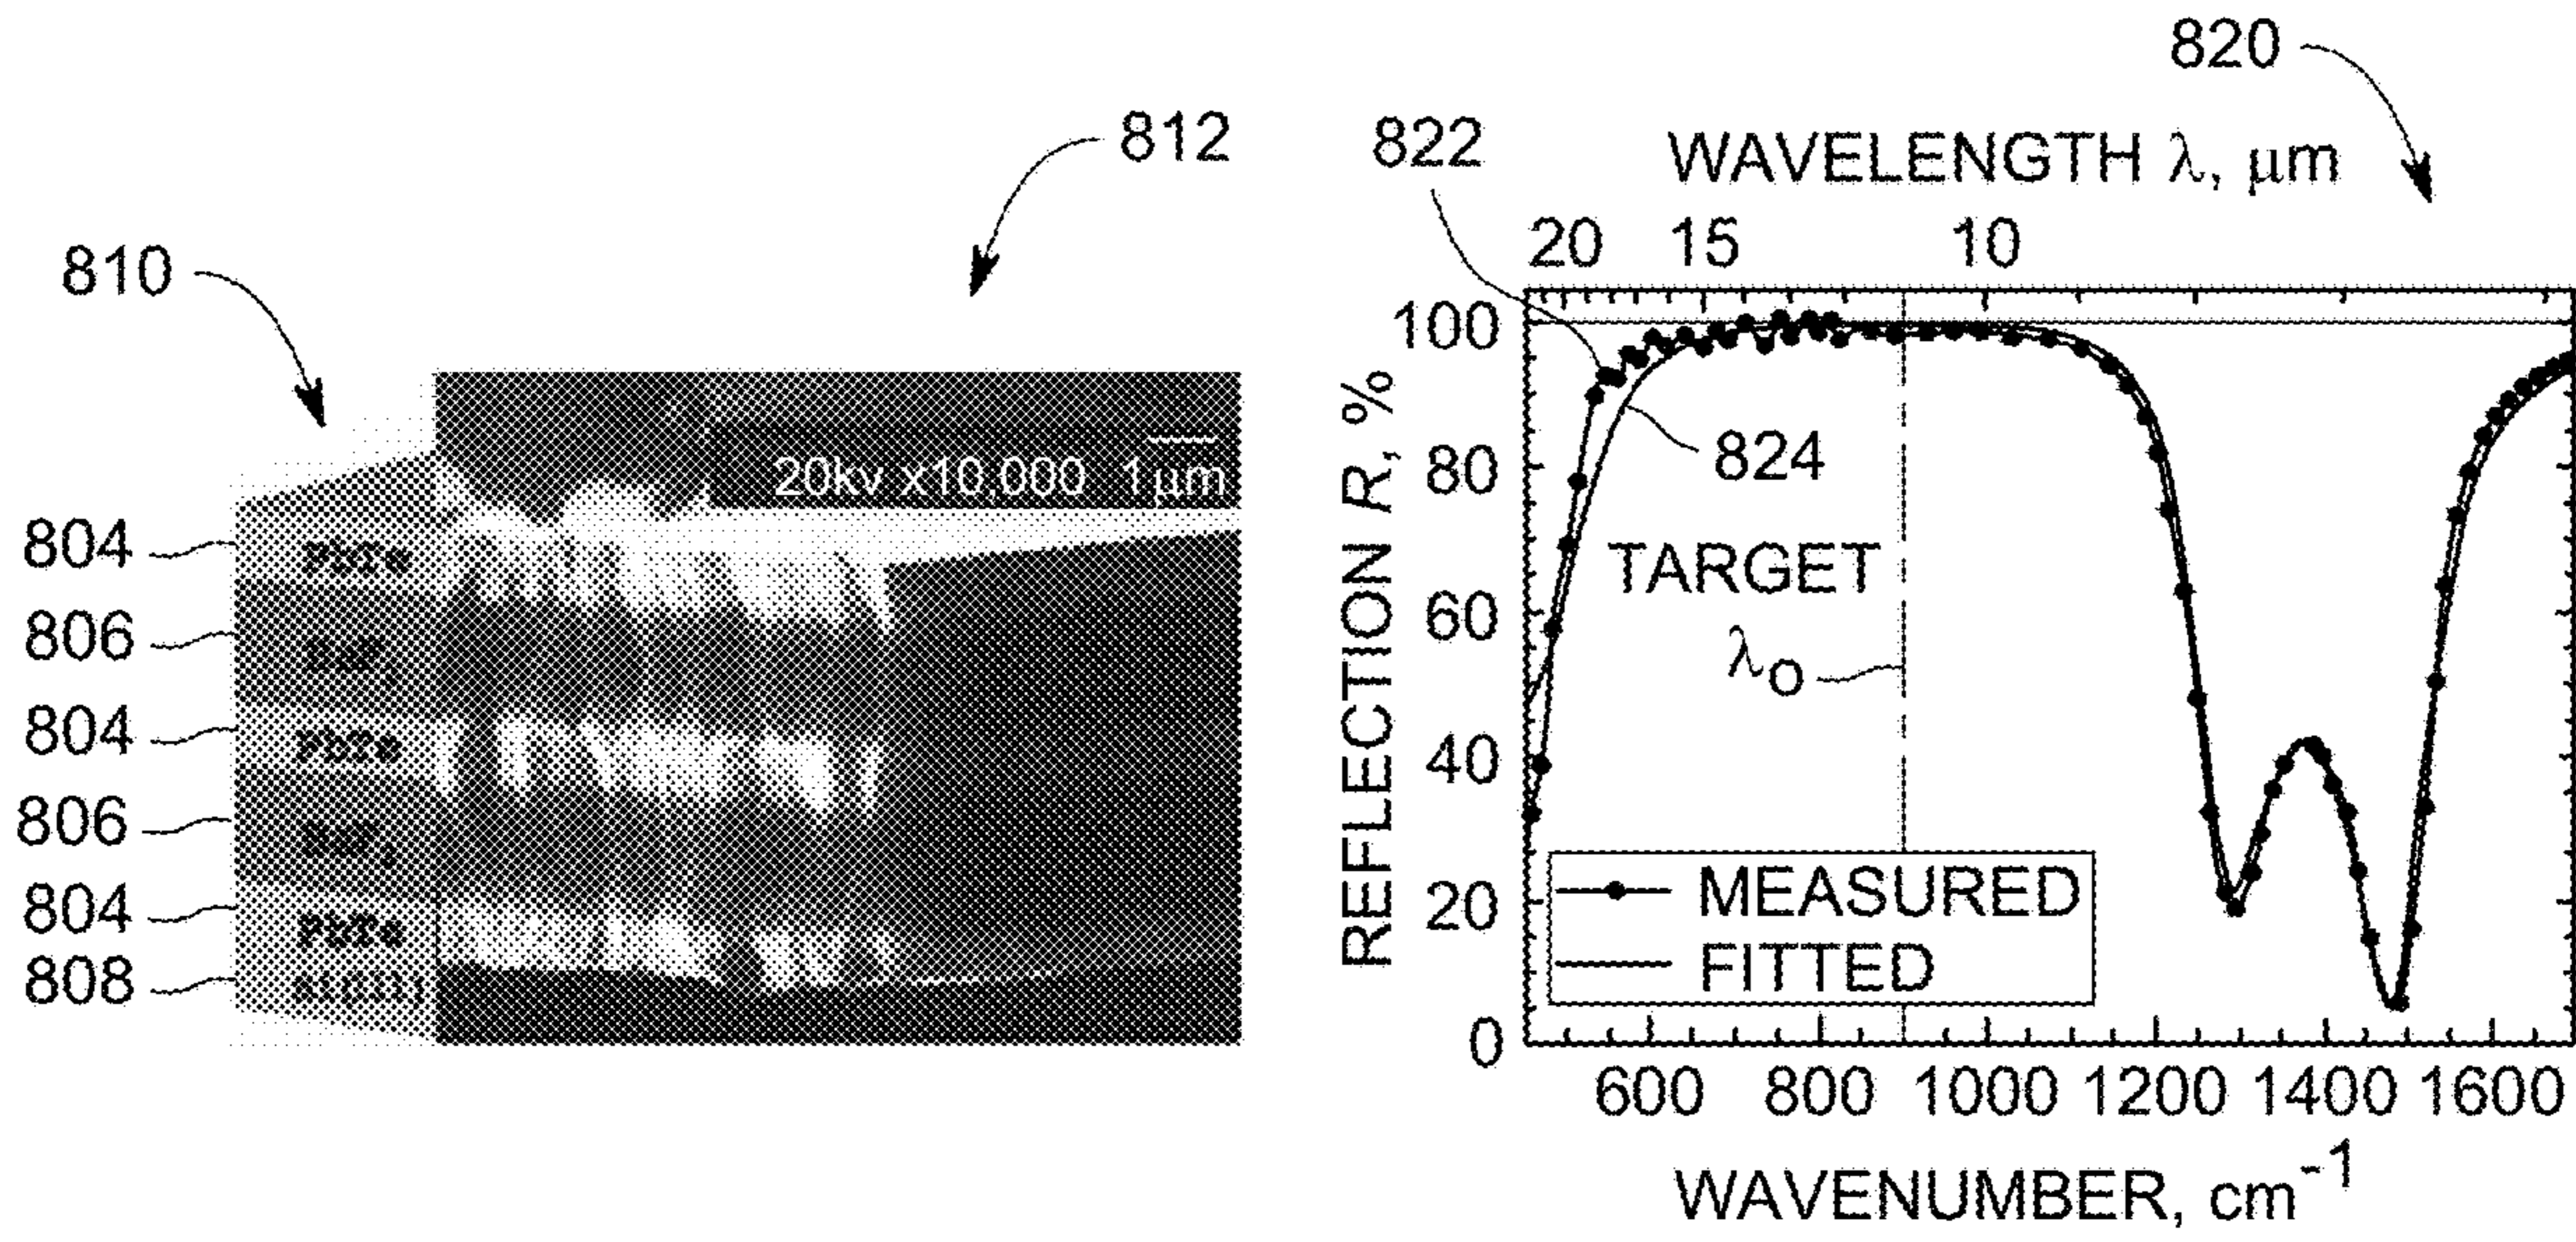 820
812
822
WAVELENGTH λ, μm
810
20 15 10
100
20kv x10,000 1μm
824
80
804
PbTe
TARGET
REFLECTION R, %
806
60
λO
804
PbTe
40
806
MEASURED
20
804
PbTe
FITTED
808
0
600 800 1000 1200 1400 1600
WAVENUMBER, cm-1